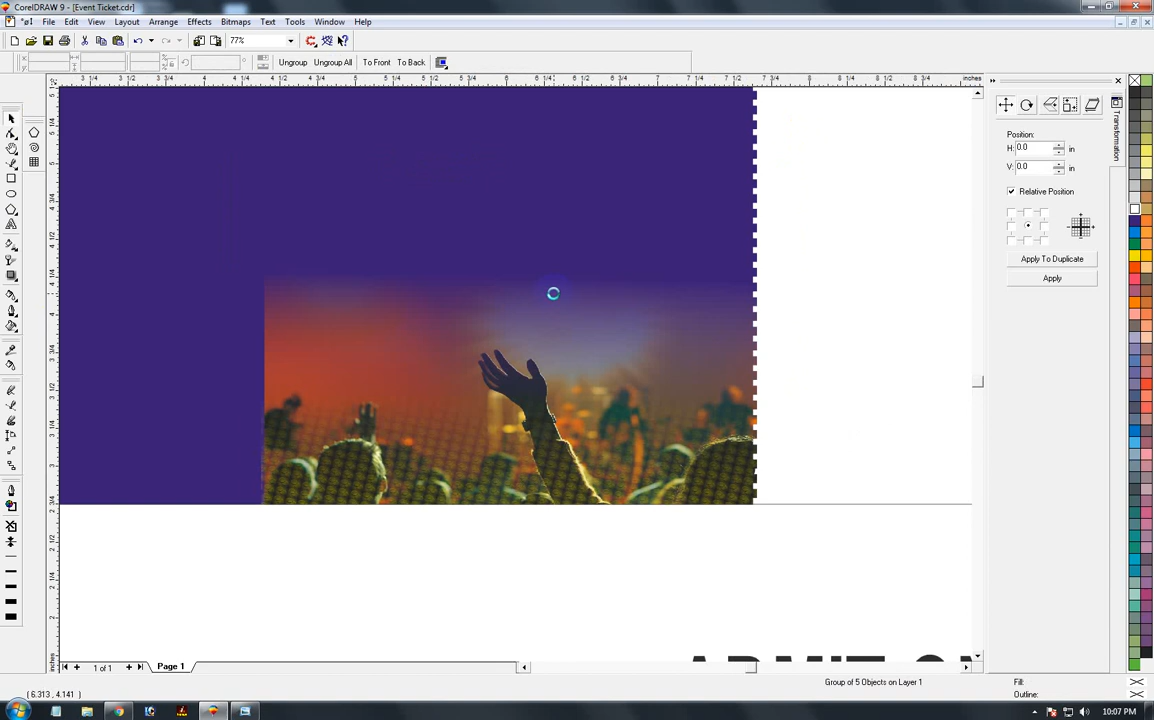 CorelDRAW 9 - [Event Ticket.cdr]
File Edit View Layout Arrange Effects Bitmaps Text Tools Window Help
77%
Ungroup Ungroup All To Front To Back
inches
Position:
H: 0.0 in
V: 0.0 in
Relative Position
Apply To Duplicate
Apply
Transformation
inches
ADMIT ON
1 of 1 Page 1
Group of 5 Objects on Layer 1
( 6.313 , 4.141 )
Fill:
Outline:
10:07 PM